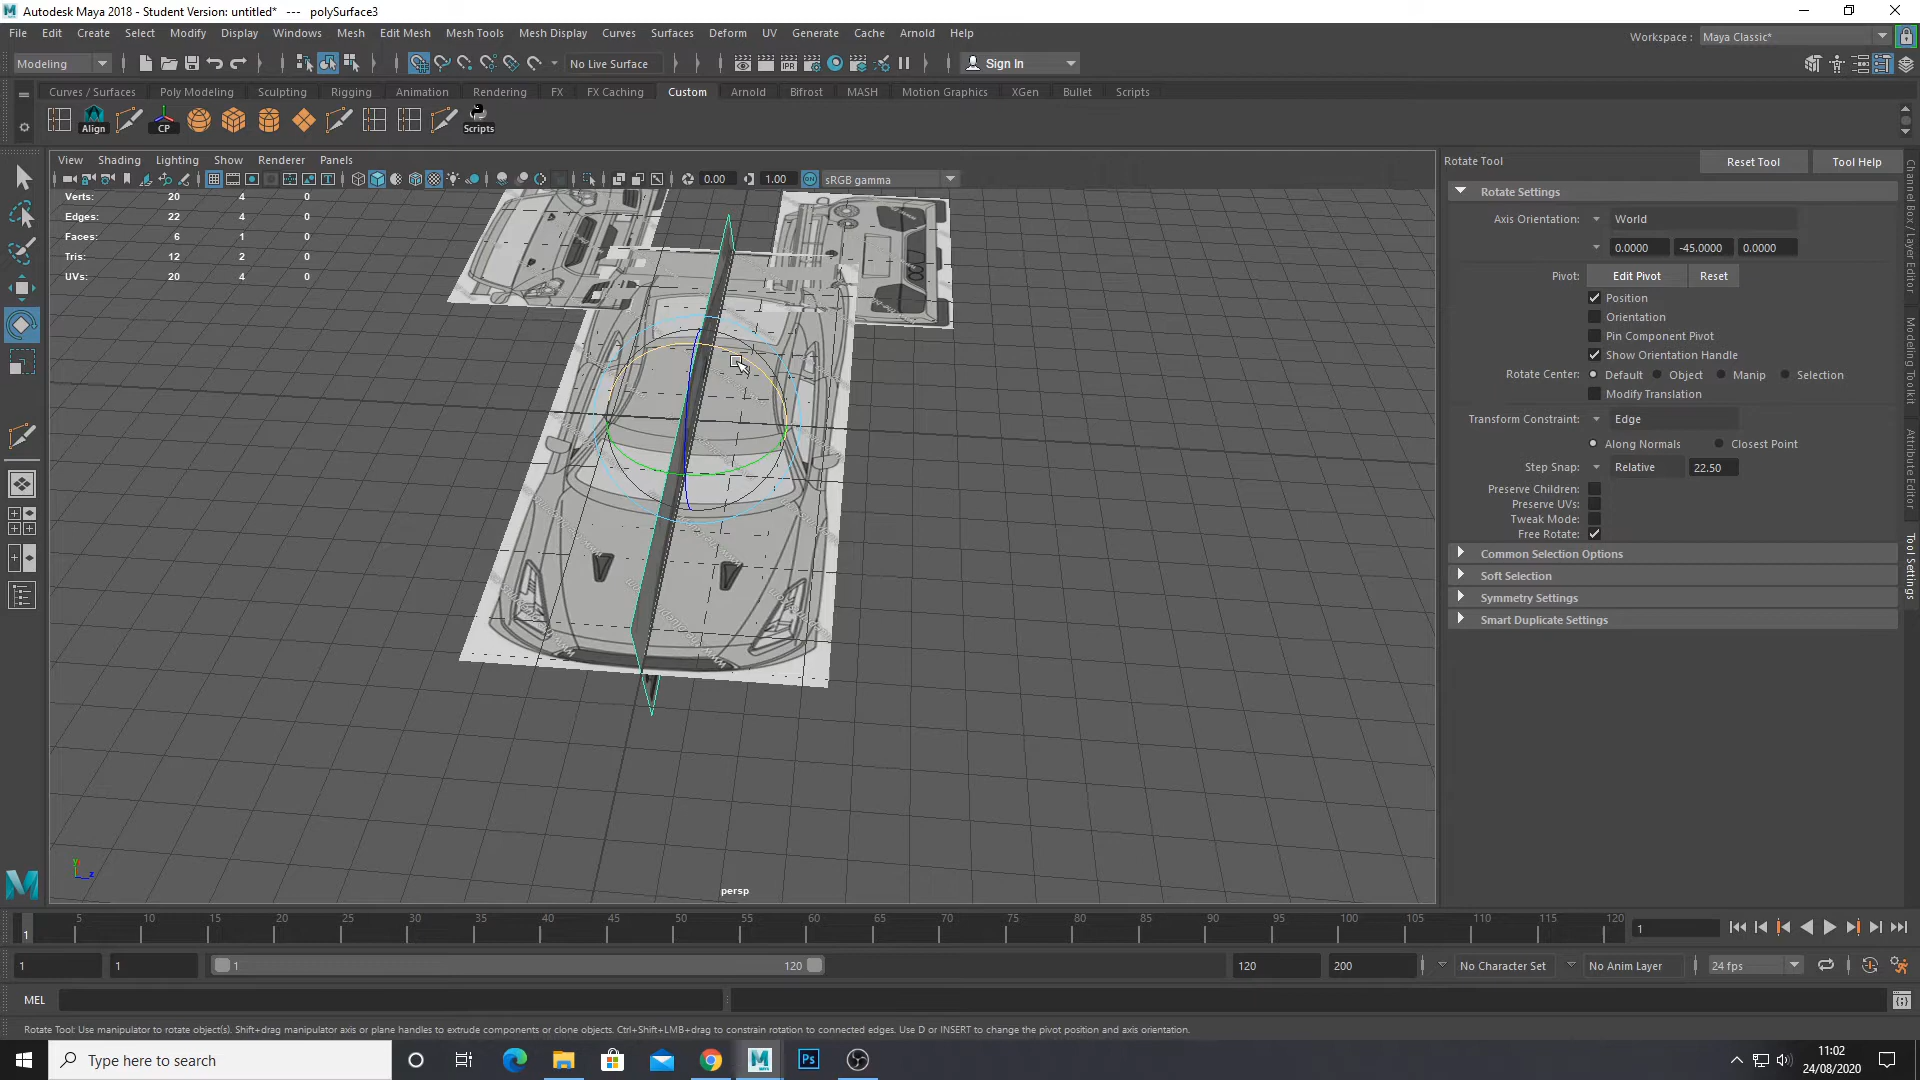 Autodesk Maya 2018 - Student Version: untitled*   ---   polySurface3
File Edit Create Select Modify Display Windows Mesh Edit Mesh Mesh Tools Mesh Display Curves Surfaces Deform UV Generate Cache Arnold Help
Workspace : Maya Classic*
Modeling No Live Surface Sign In
Curves / Surfaces Poly Modeling Sculpting Rigging Animation Rendering FX FX Caching Custom Arnold Bifrost MASH Motion Graphics XGen Bullet Scripts
Align CP Scripts
View Shading Lighting Show Renderer Panels
0.00 1.00 sRGB gamma
Verts: 20 4 0
Edges: 22 4 0
Faces: 6 1 0
Tris: 12 2 0
UVs: 20 4 0
persp
Rotate Tool Reset Tool Tool Help
Rotate Settings
Axis Orientation: World
0.0000 -45.0000 0.0000
Pivot: Edit Pivot Reset
Position
Orientation
Pin Component Pivot
Show Orientation Handle
Rotate Center: Default Object Manip Selection
Modify Translation
Transform Constraint: Edge
Along Normals Closest Point
Step Snap: Relative 22.50
Preserve Children:
Preserve UVs:
Tweak Mode:
Free Rotate:
Common Selection Options
Soft Selection
Symmetry Settings
Smart Duplicate Settings
Channel Box / Layer Editor
Modeling Toolkit
Attribute Editor
Tool Settings
5 10 15 20 25 30 35 40 45 50 55 60 65 70 75 80 85 90 95 100 105 110 115 120
1 1
1 1 1 120 120 200 No Character Set No Anim Layer 24 fps
MEL
Rotate Tool: Use manipulator to rotate object(s). Shift+drag manipulator axis or plane handles to extrude components or clone objects. Ctrl+Shift+LMB+drag to constrain rotation to connected edges. Use D or INSERT to change the pivot position and axis orientation.
Type here to search
Ps
11:02
24/08/2020